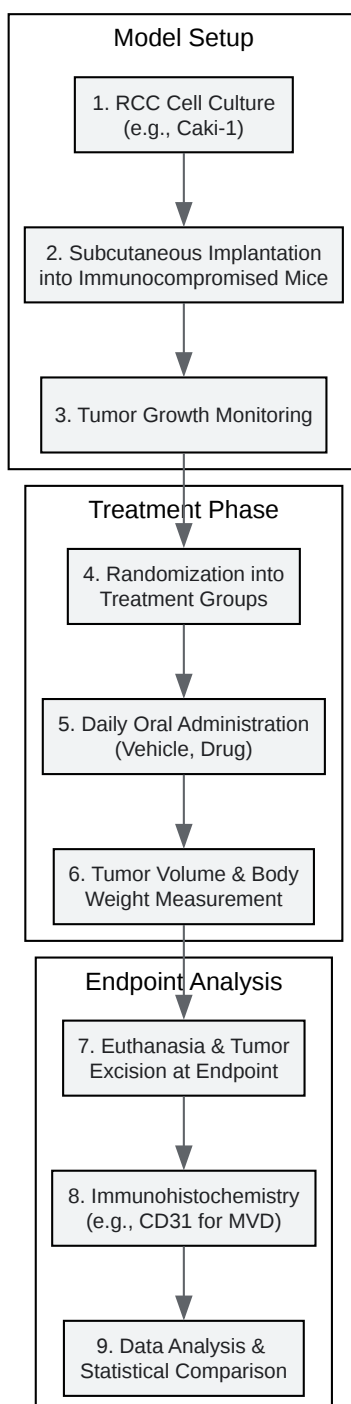 Model Setup
1. RCC Cell Culture
(e.g., Caki-1)
2. Subcutaneous Implantation
into Immunocompromised Mice
3. Tumor Growth Monitoring
Treatment Phase
4. Randomization into
Treatment Groups
5. Daily Oral Administration
(Vehicle, Drug)
6. Tumor Volume & Body
Weight Measurement
Endpoint Analysis
7. Euthanasia & Tumor
Excision at Endpoint
8. Immunohistochemistry
(e.g., CD31 for MVD)
9. Data Analysis &
Statistical Comparison